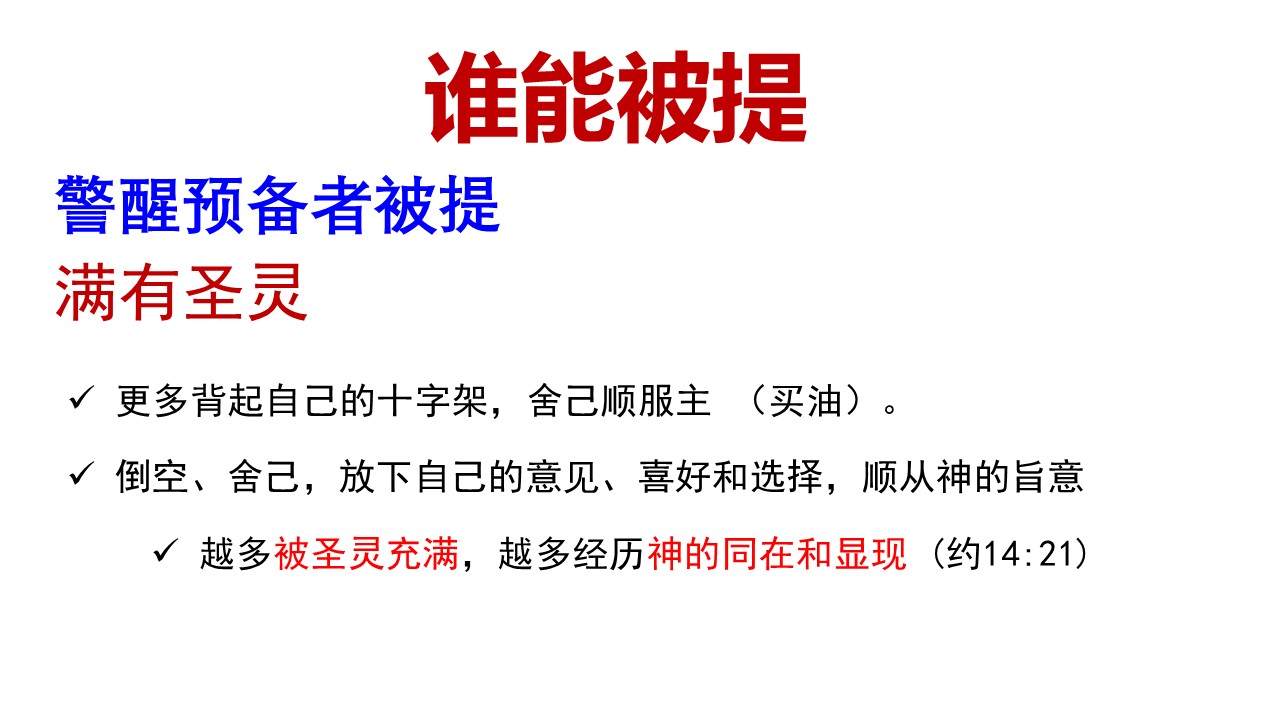 谁能被提
警醒预备者被提
满有圣灵
✓ 更多背起自己的十字架，舍己顺服主 （买油）。
✓ 倒空、舍己，放下自己的意见、喜好和选择，顺从神的旨意
✓ 越多被圣灵充满，越多经历神的同在和显现 (约14:21)